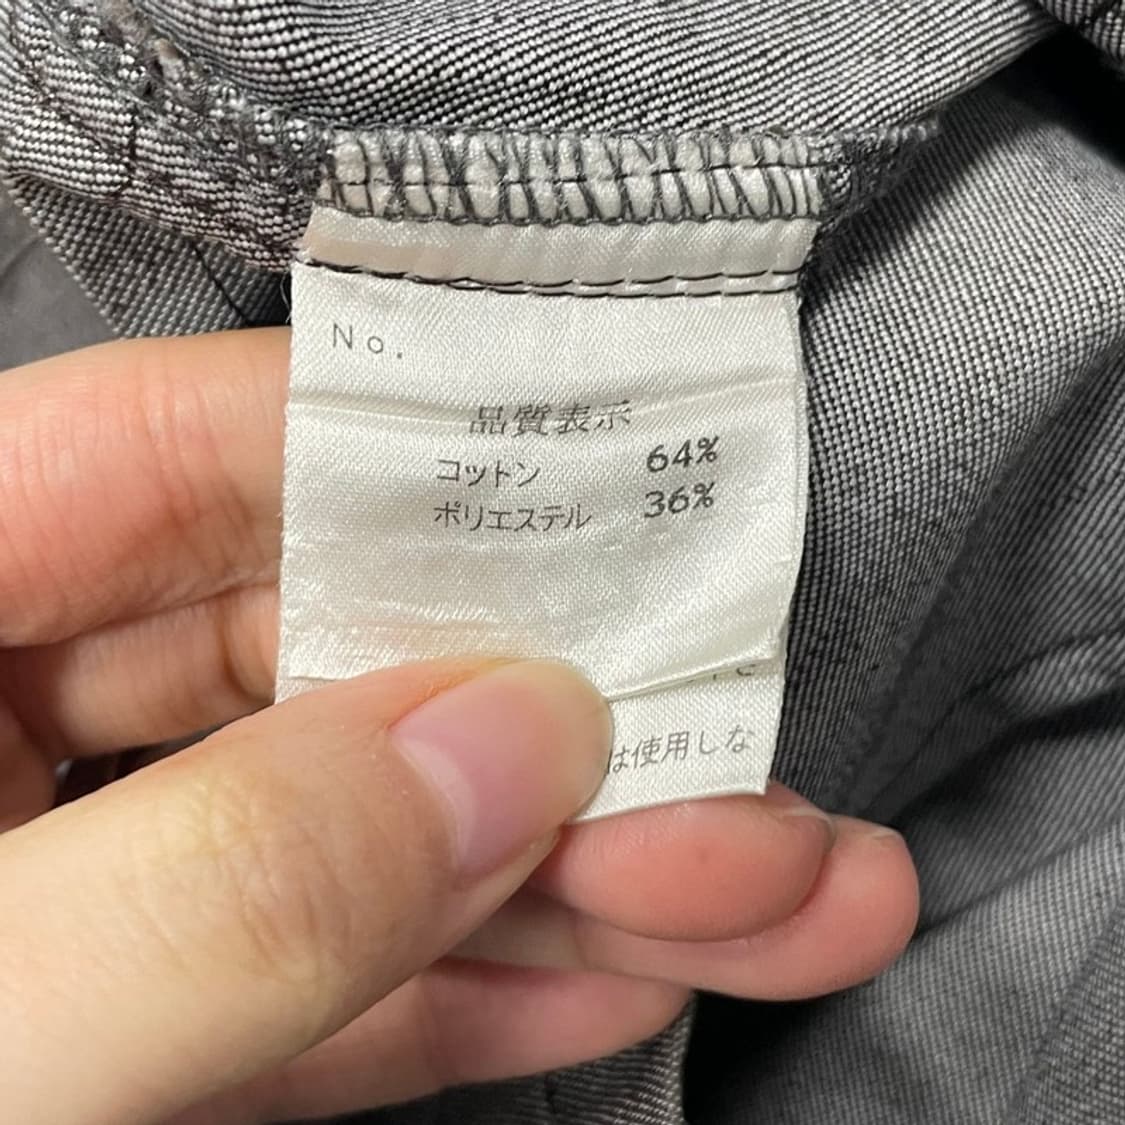 No.
品質表示
コットン 64%
ポリエステル 36%
は使用しな